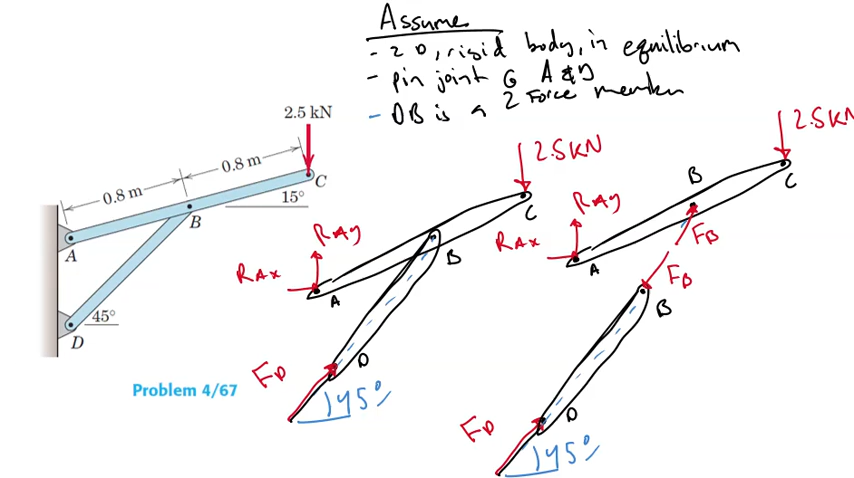 Assume
- 2D, rigid body, in equilibrium
- pin joint @ A & D
- DB is a 2 Force member
2.5 kN
0.8 m
0.8 m
C
15°
B
A
45°
D
Problem 4/67
2.5KN
C
RAy
RAx
B
A
D
FD
45°
2.5KN
C
B
RAy
RAx
FB
A
FB
B
D
FD
45°